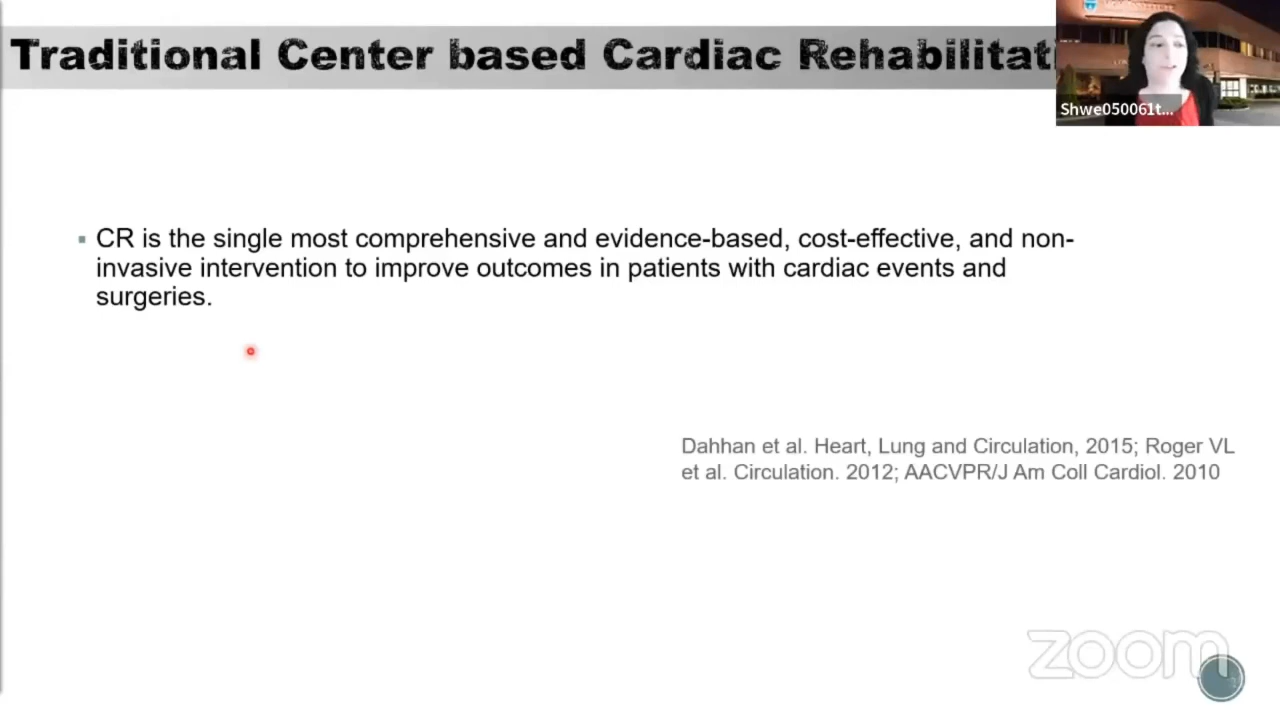 Traditional Center based Cardiac Rehabilitati
Shwe050061t...
CR is the single most comprehensive and evidence-based, cost-effective, and non-
invasive intervention to improve outcomes in patients with cardiac events and
surgeries.
Dahhan et al. Heart, Lung and Circulation, 2015; Roger VL
et al. Circulation. 2012; AACVPR/J Am Coll Cardiol. 2010
zoom